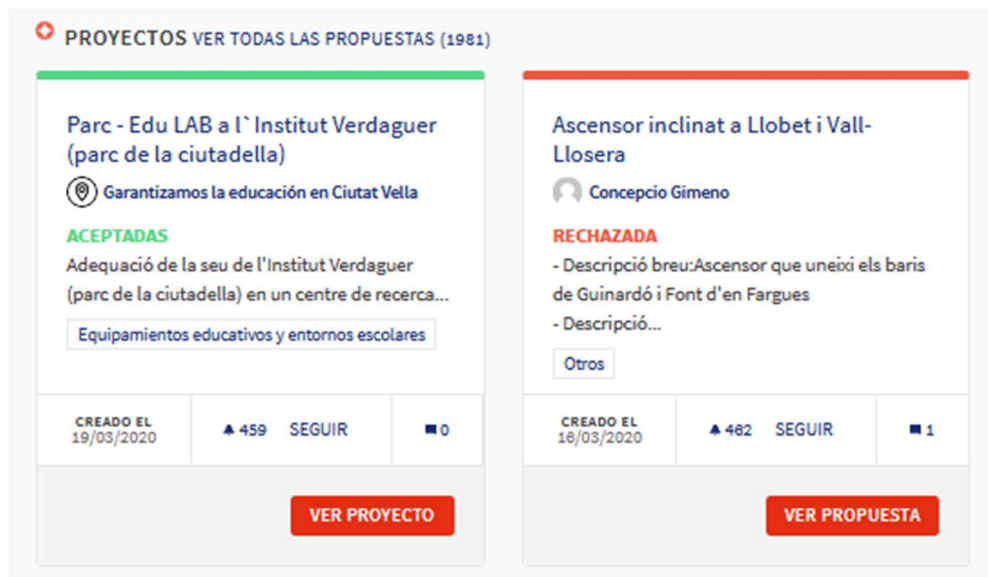 PROYECTOS VER TODAS LAS PROPUESTAS (1981)
Parc - Edu LAB a l`Institut Verdaguer
(parc de la ciutadella)
Garantizamos la educación en Ciutat Vella
ACEPTADAS
Adequació de la seu de l'Institut Verdaguer
(parc de la ciutadella) en un centre de recerca...
Equipamientos educativos y entornos escolares
CREADO EL
19/03/2020
459 SEGUIR
0
VER PROYECTO
Ascensor inclinat a Llobet i Vall-
Llosera
Concepcio Gimeno
RECHAZADA
- Descripció breu:Ascensor que uneixi els baris
de Guinardó i Font d'en Fargues
- Descripció...
Otros
CREADO EL
16/03/2020
462 SEGUIR
1
VER PROPUESTA